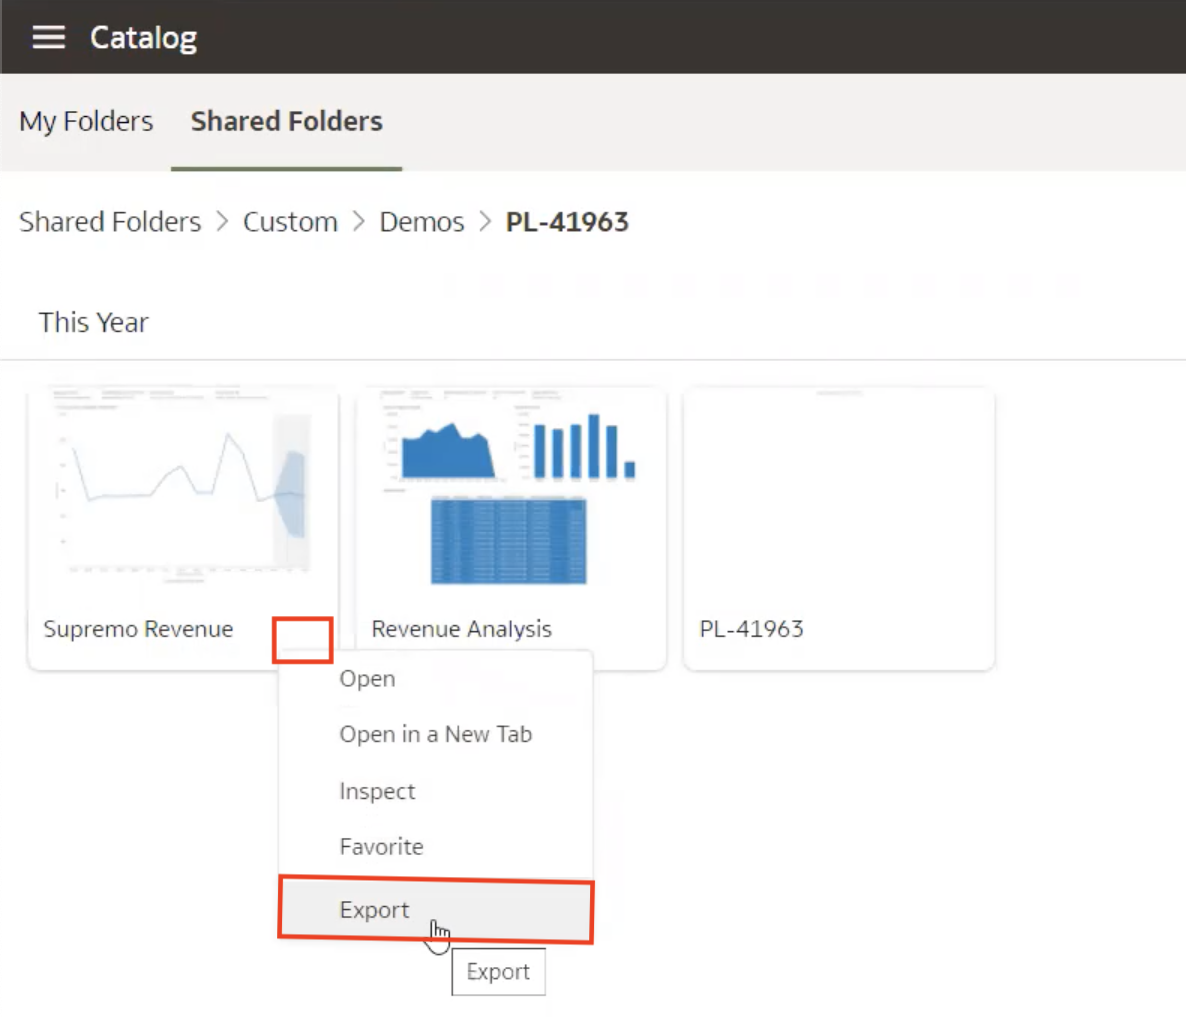 Catalog
My Folders Shared Folders
Shared Folders > Custom > Demos > PL-41963
This Year
Supremo Revenue
Revenue Analysis
PL-41963
Open
Open in a New Tab
Inspect
Favorite
Export
Export